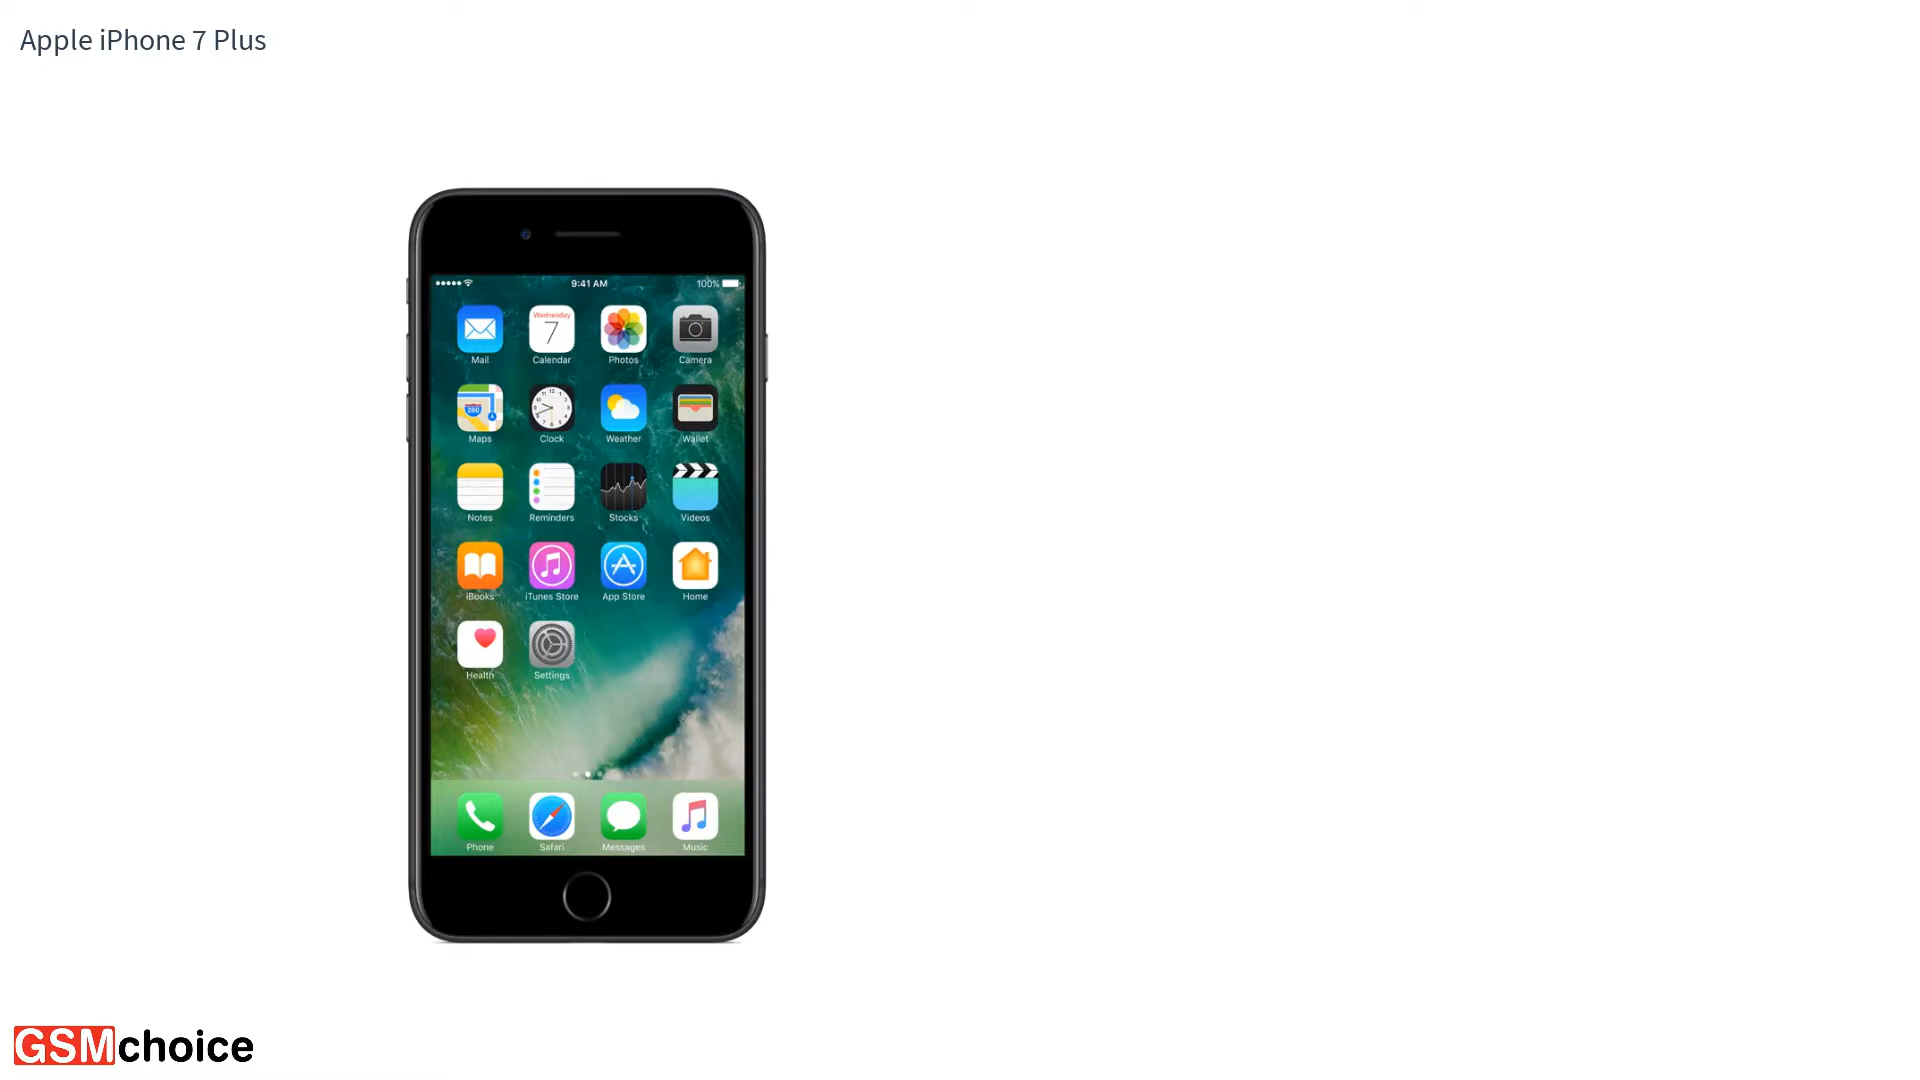 Apple iPhone 7 Plus
9:41 AM 100%
Wednesday
7
Mail Calendar Photos Camera
280
Maps Clock Weather Wallet
Notes Reminders Stocks Videos
iBooks iTunes Store App Store Home
Health Settings
Phone Safari Messages Music
GSMchoice